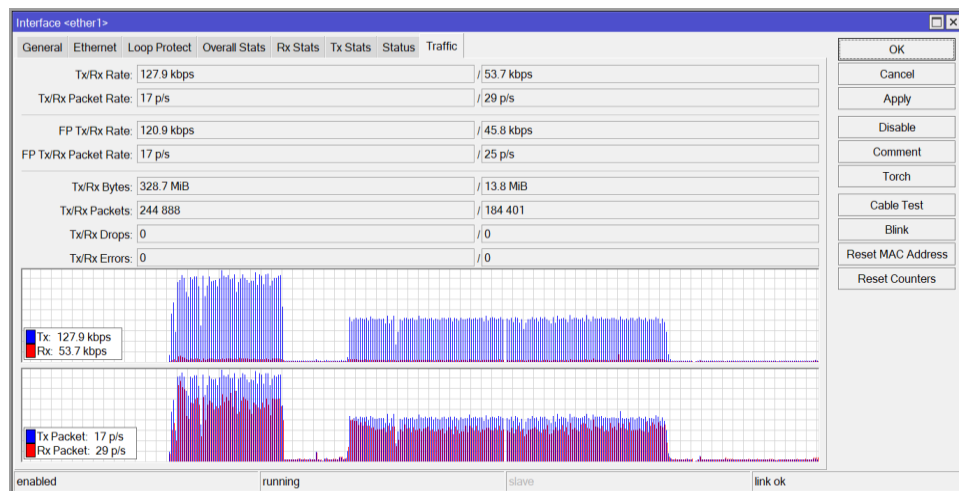 Interface <ether1>
General Ethernet Loop Protect Overall Stats Rx Stats Tx Stats Status Traffic
Tx/Rx Rate: 127.9 kbps / 53.7 kbps
Tx/Rx Packet Rate: 17 p/s / 29 p/s
FP Tx/Rx Rate: 120.9 kbps / 45.8 kbps
FP Tx/Rx Packet Rate: 17 p/s / 25 p/s
Tx/Rx Bytes: 328.7 MiB / 13.8 MiB
Tx/Rx Packets: 244 888 / 184 401
Tx/Rx Drops: 0 / 0
Tx/Rx Errors: 0 / 0
Tx: 127.9 kbps
Rx: 53.7 kbps
Tx Packet: 17 p/s
Rx Packet: 29 p/s
OK
Cancel
Apply
Disable
Comment
Torch
Cable Test
Blink
Reset MAC Address
Reset Counters
enabled running slave link ok